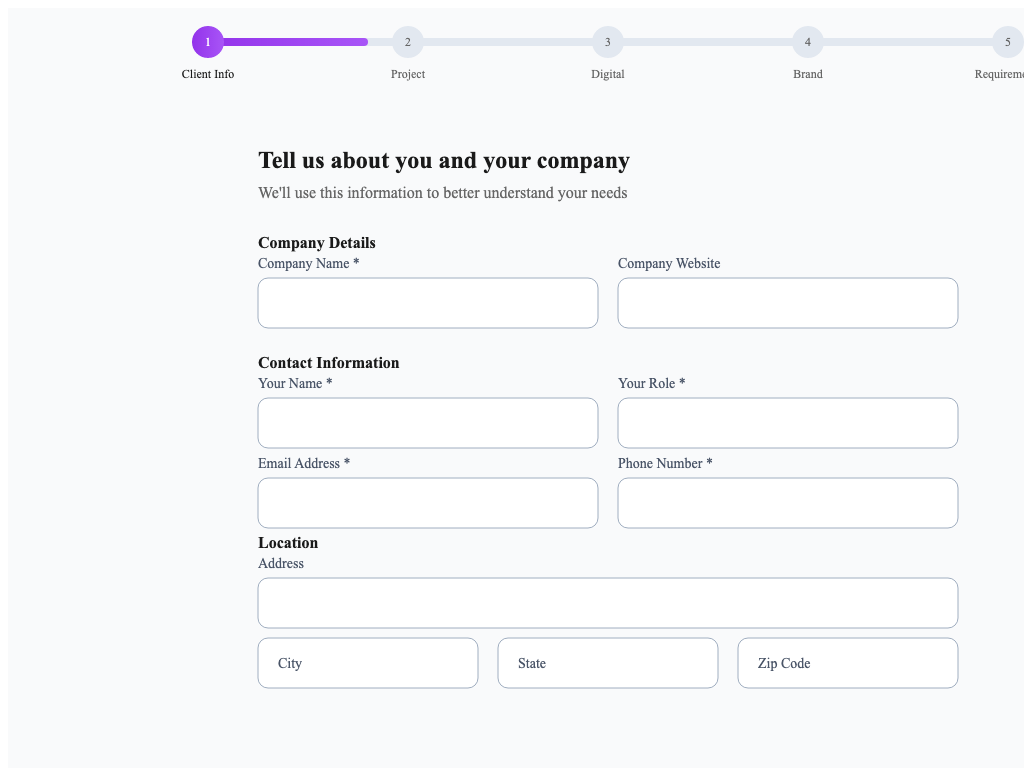 1 2 3 4 5
Client Info Project Digital Brand Requirem
Tell us about you and your company
We'll use this information to better understand your needs
Company Details
Company Name * Company Website
Contact Information
Your Name * Your Role *
Email Address * Phone Number *
Location
Address
City State Zip Code